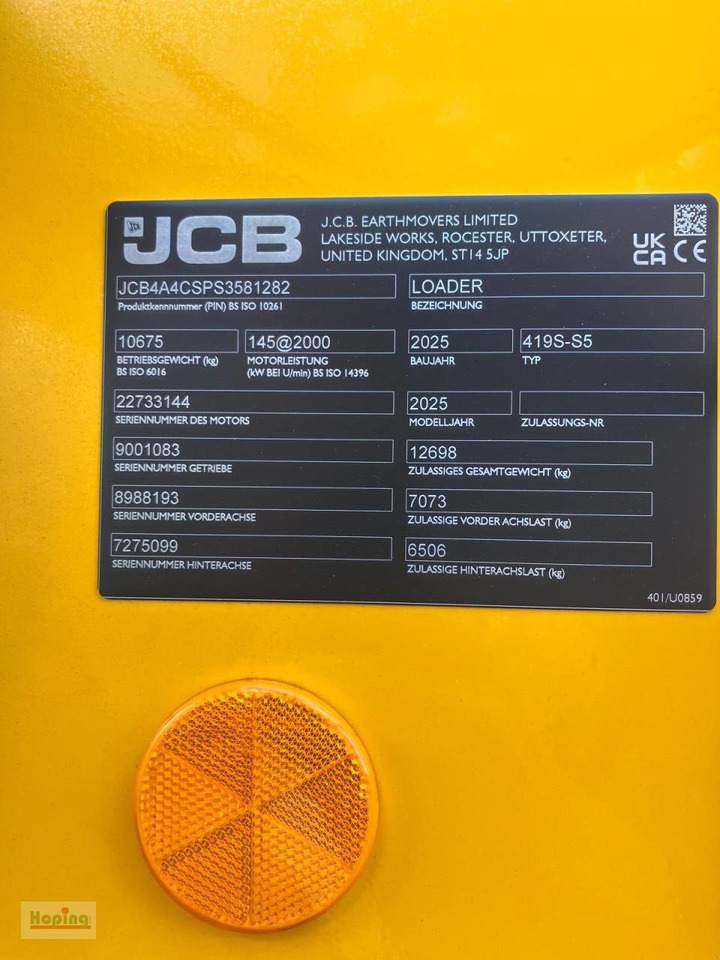 JCB
J.C.B. EARTHMOVERS LIMITED
LAKESIDE WORKS, ROCESTER, UTTOXETER,
UNITED KINGDOM, ST14 5JP
UK
CA CE
JCB4A4CSPS3581282
Produktkennnummer (PIN) BS ISO 10261
LOADER
BEZEICHNUNG
10675
BETRIEBSGEWICHT (kg)
BS ISO 6016
145@2000
MOTORLEISTUNG
(kW BEI U/min) BS ISO 14396
2025
BAUJAHR
419S-S5
TYP
22733144
SERIENNUMMER DES MOTORS
2025
MODELLJAHR
ZULASSUNGS-NR
9001083
SERIENNUMMER GETRIEBE
12698
ZULÄSSIGES GESAMTGEWICHT (kg)
8988193
SERIENNUMMER VORDERACHSE
7073
ZULÄSSIGE VORDER ACHSLAST (kg)
7275099
SERIENNUMMER HINTERACHSE
6506
ZULÄSSIGE HINTERACHSLAST (kg)
401/U0859
Hoping